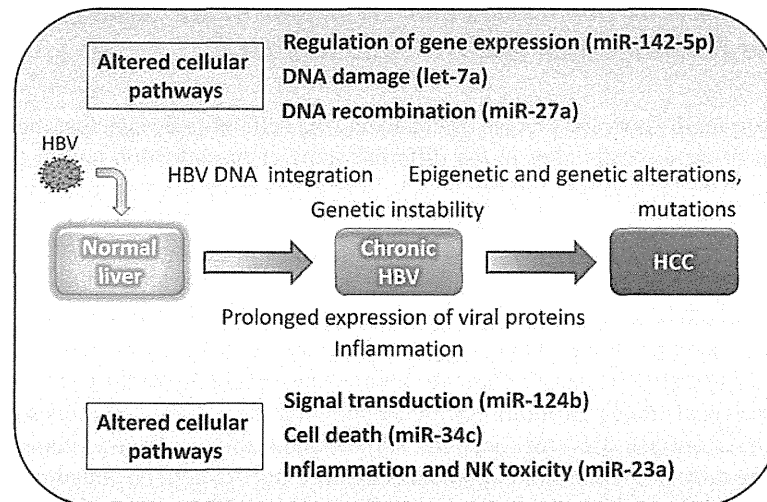 Altered cellular
pathways
Regulation of gene expression (miR-142-5p)
DNA damage (let-7a)
DNA recombination (miR-27a)
HBV
HBV DNA integration
Epigenetic and genetic alterations,
mutations
Genetic instability
Normal
liver
Chronic
HBV
HCC
Prolonged expression of viral proteins
Inflammation
Altered cellular
pathways
Signal transduction (miR-124b)
Cell death (miR-34c)
Inflammation and NK toxicity (miR-23a)